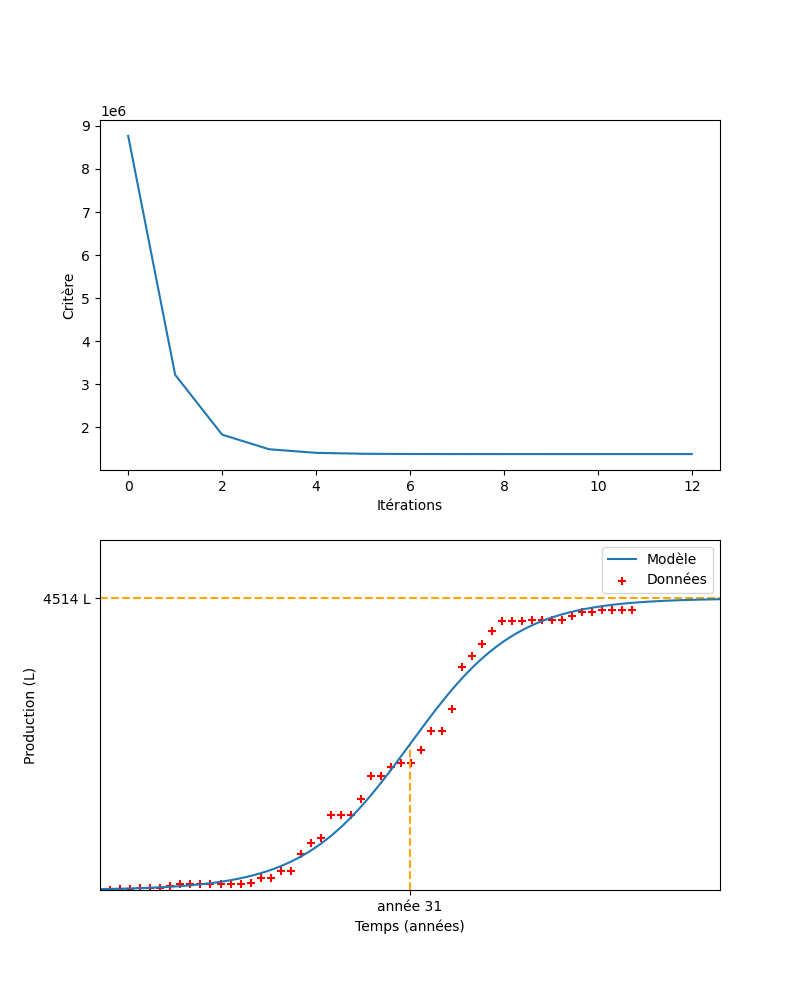 1e6
9
8
7
6
5
4
3
2
Critère
0 2 4 6 8 10 12
Itérations
Modèle
Données
4514 L
Production (L)
année 31
Temps (années)